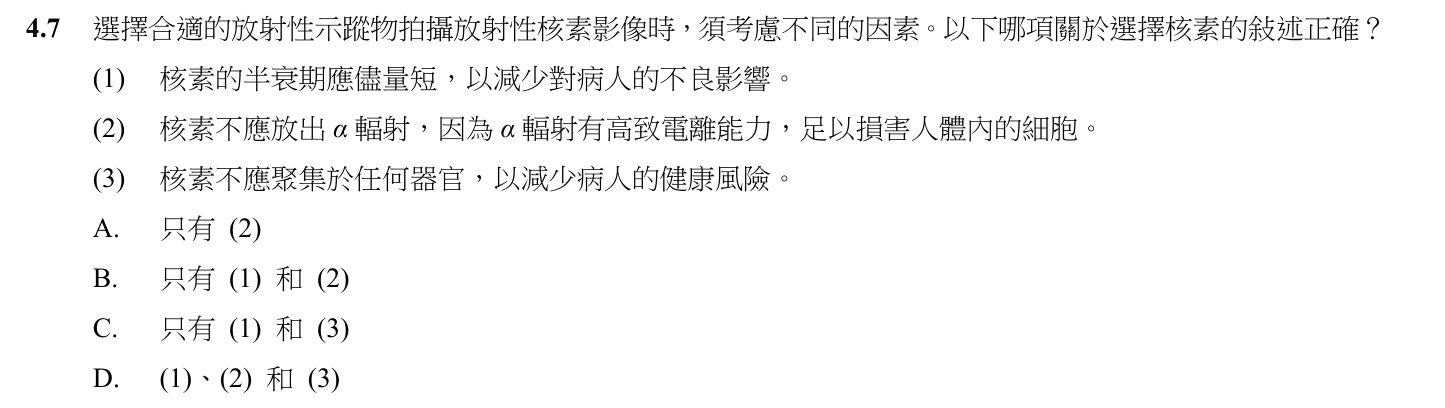 4.7 選擇合適的放射性示蹤物拍攝放射性核素影像時，須考慮不同的因素。以下哪項關於選擇核素的敍述正確？
(1) 核素的半衰期應儘量短，以減少對病人的不良影響。
(2) 核素不應放出 α 輻射，因為 α 輻射有高致電離能力，足以損害人體內的細胞。
(3) 核素不應聚集於任何器官，以減少病人的健康風險。
A. 只有 (2)
B. 只有 (1) 和 (2)
C. 只有 (1) 和 (3)
D. (1)、(2) 和 (3)